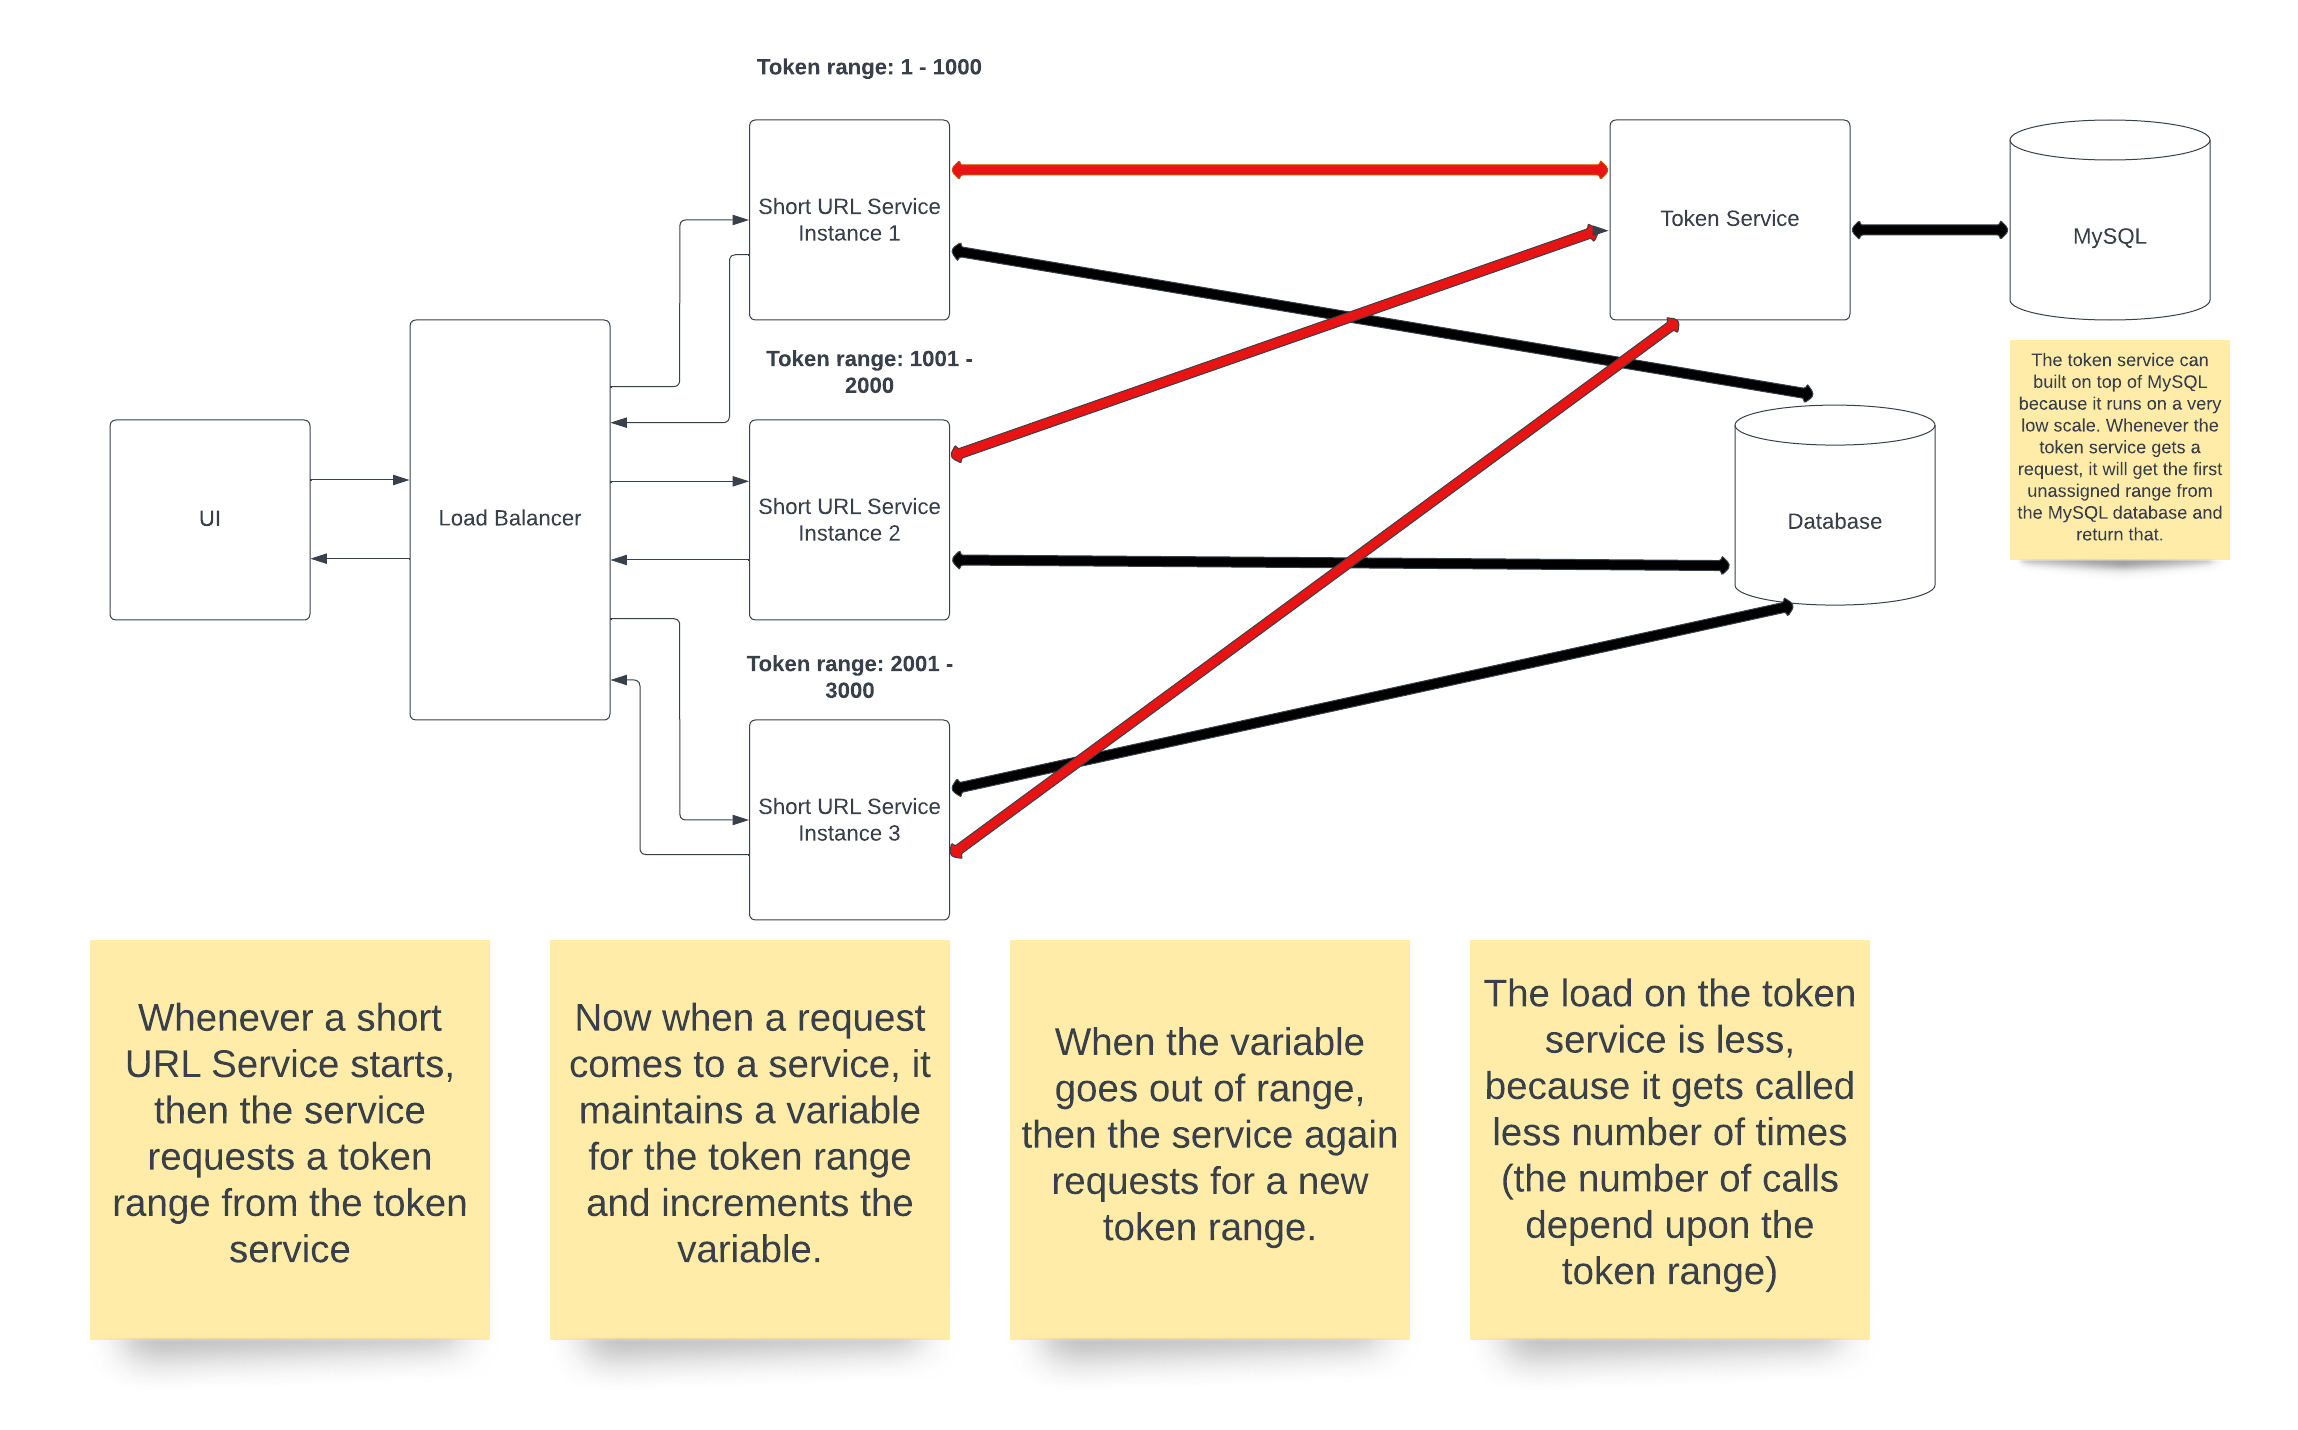 Token range: 1 - 1000
Short URL Service
Instance 1
Token Service
MySQL
Token range: 1001 -
2000
The token service can
built on top of MySQL
because it runs on a very
low scale. Whenever the
token service gets a
request, it will get the first
unassigned range from
the MySQL database and
return that.
UI
Load Balancer
Short URL Service
Instance 2
Database
Token range: 2001 -
3000
Short URL Service
Instance 3
Whenever a short
URL Service starts,
then the service
requests a token
range from the token
service
Now when a request
comes to a service, it
maintains a variable
for the token range
and increments the
variable.
When the variable
goes out of range,
then the service again
requests for a new
token range.
The load on the token
service is less,
because it gets called
less number of times
(the number of calls
depend upon the
token range)